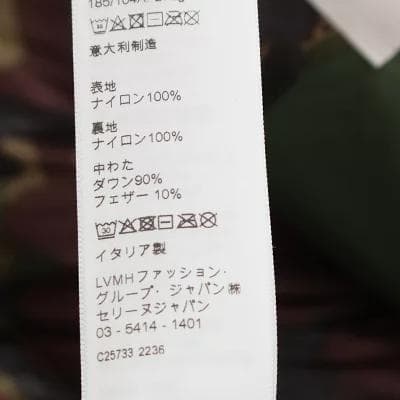 意大利制造
表地
ナイロン100%
裏地
ナイロン100%
中わた
ダウン90%
フェザー 10%
30
イタリア製
LVMHファッション・
グループ・ジャパン㈱
セリーヌジャパン
03 - 5414 - 1401
C25733 2236